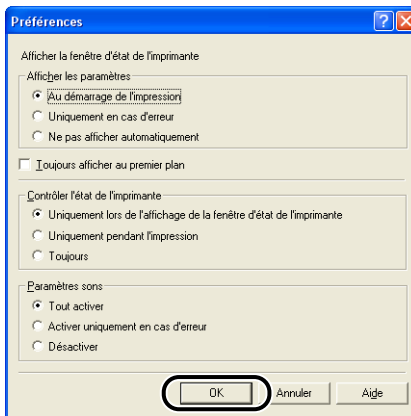 Préférences
Afficher la fenêtre d'état de l'imprimante
Afficher les paramètres
Au démarrage de l'impression
Uniquement en cas d'erreur
Ne pas afficher automatiquement
Toujours afficher au premier plan
Contrôler l'état de l'imprimante
Uniquement lors de l'affichage de la fenêtre d'état de l'imprimante
Uniquement pendant l'impression
Toujours
Paramètres sons
Tout activer
Activer uniquement en cas d'erreur
Désactiver
OK Annuler Aide